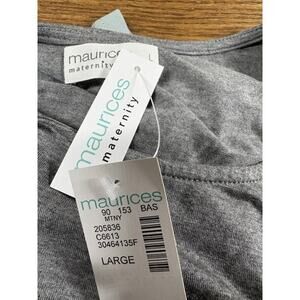 maurices L
maternity
maurices
maternity
maurices
90 153 BAS
MTNY
205836
C6613
30464135F
LARGE